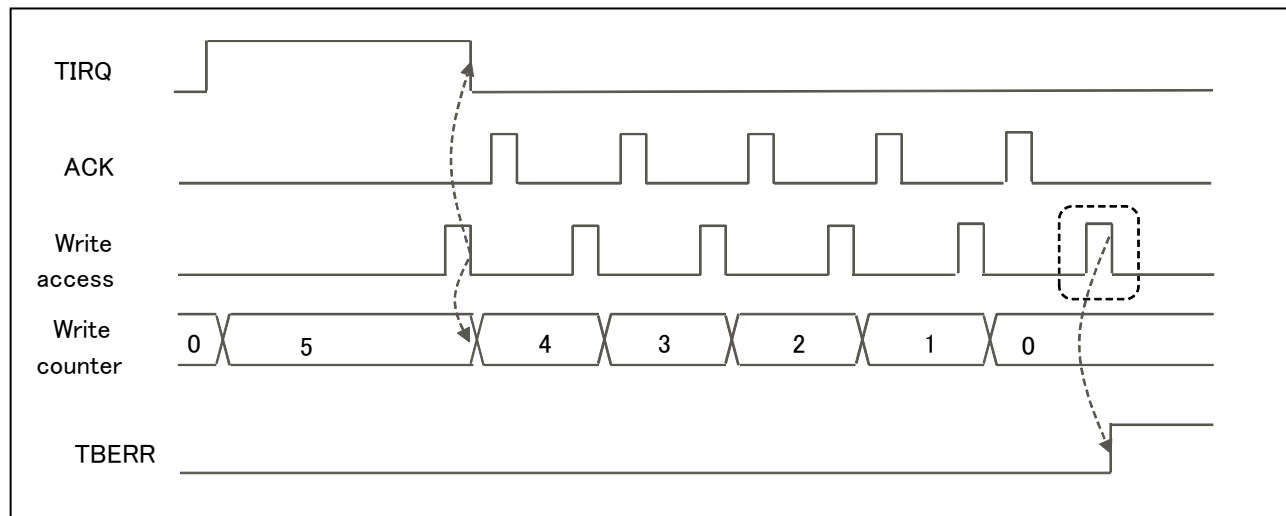 TIRQ
ACK
Write
access
Write
counter
0 5 4 3 2 1 0
TBERR